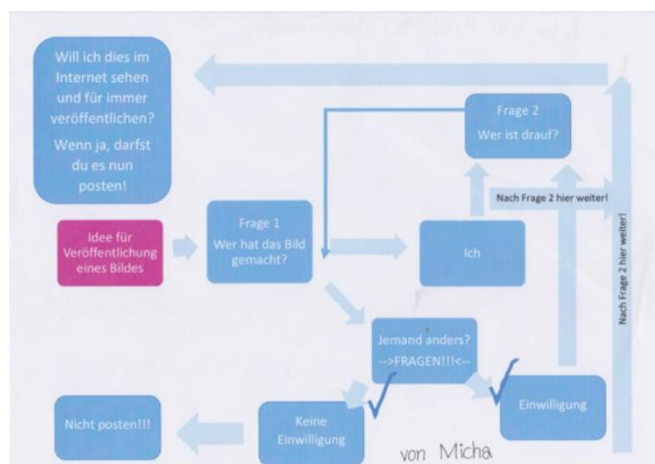 Will ich dies im
Internet sehen
und für immer
veröffentlichen?
Wenn ja, darfst
du es nun
posten!
Frage 2
Wer ist drauf?
Nach Frage 2 hier weiter!
Idee für
Veröffentlichung
eines Bildes
Frage 1
Wer hat das Bild
gemacht?
Ich
Nach Frage 2 hier weiter!
Jemand anders?
-->FRAGEN!!!<--
Nicht posten!!!
Keine
Einwilligung
Einwilligung
von Micha